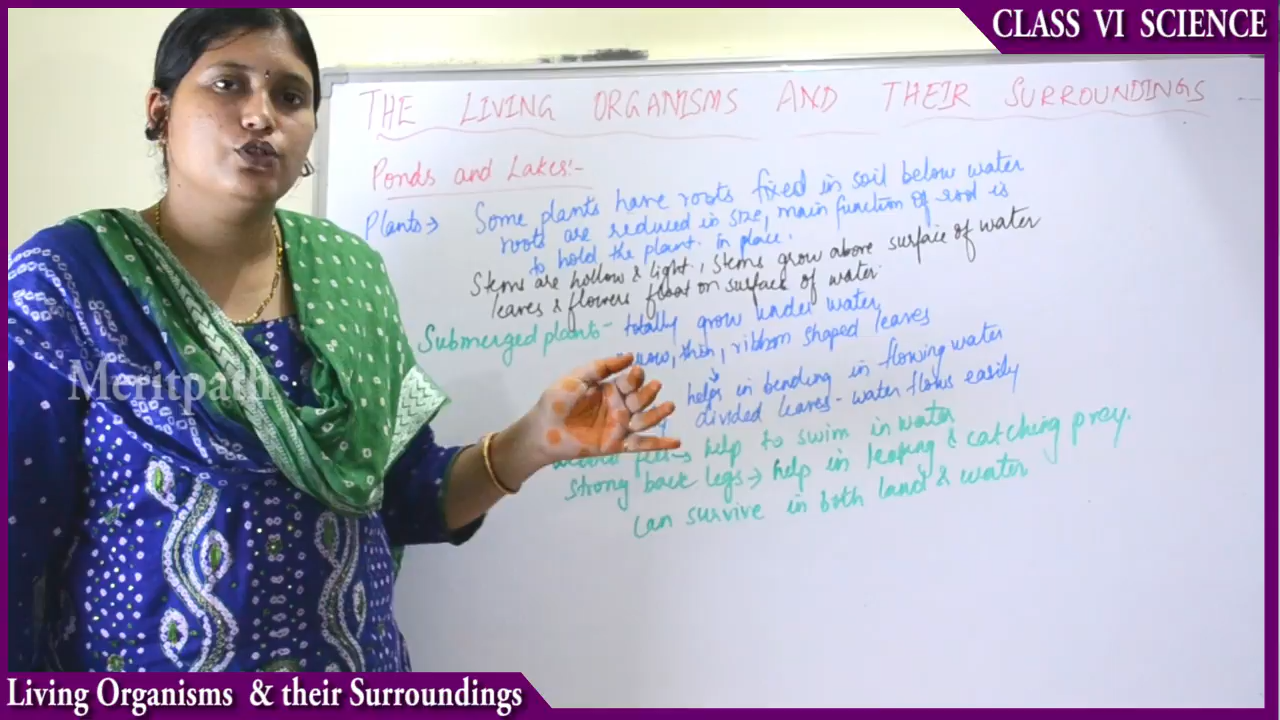 CLASS VI SCIENCE
THE LIVING ORGANISMS AND THEIR SURROUNDINGS
Ponds and Lakes:-
Plants → Some plants have roots fixed in soil below water
roots are reduced in size, main function of root is
to hold the plant in place.
Stems are hollow & light, stems grow above surface of water
leaves & flowers float on surface of water.
Submerged plants - totally grow under water
thin, ribbon shaped leaves
helps in bending in flowing water
divided leaves - water flows easily
feet → help to swim in water
strong back legs → help in leaping & catching prey.
can survive in both land & water
Meritpath
Living Organisms & their Surroundings